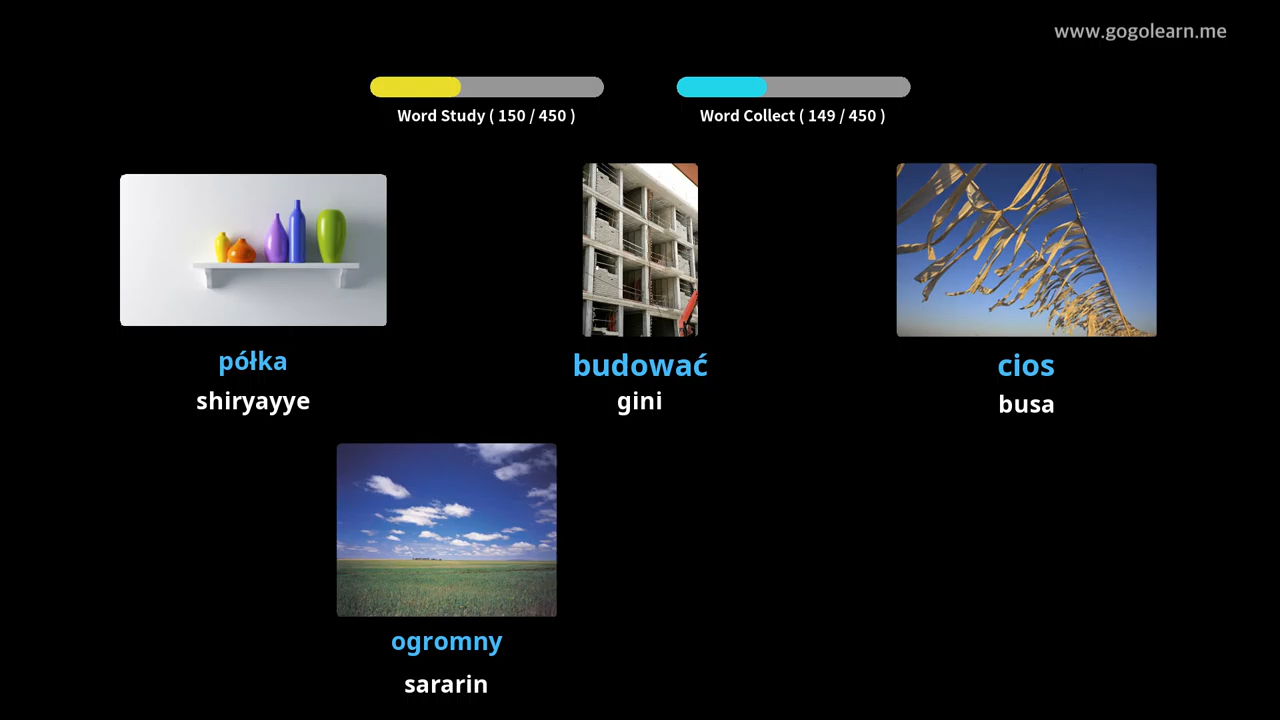 www.gogolearn.me
Word Study ( 150 / 450 )
Word Collect ( 149 / 450 )
półka
shiryayye
budować
gini
cios
busa
ogromny
sararin